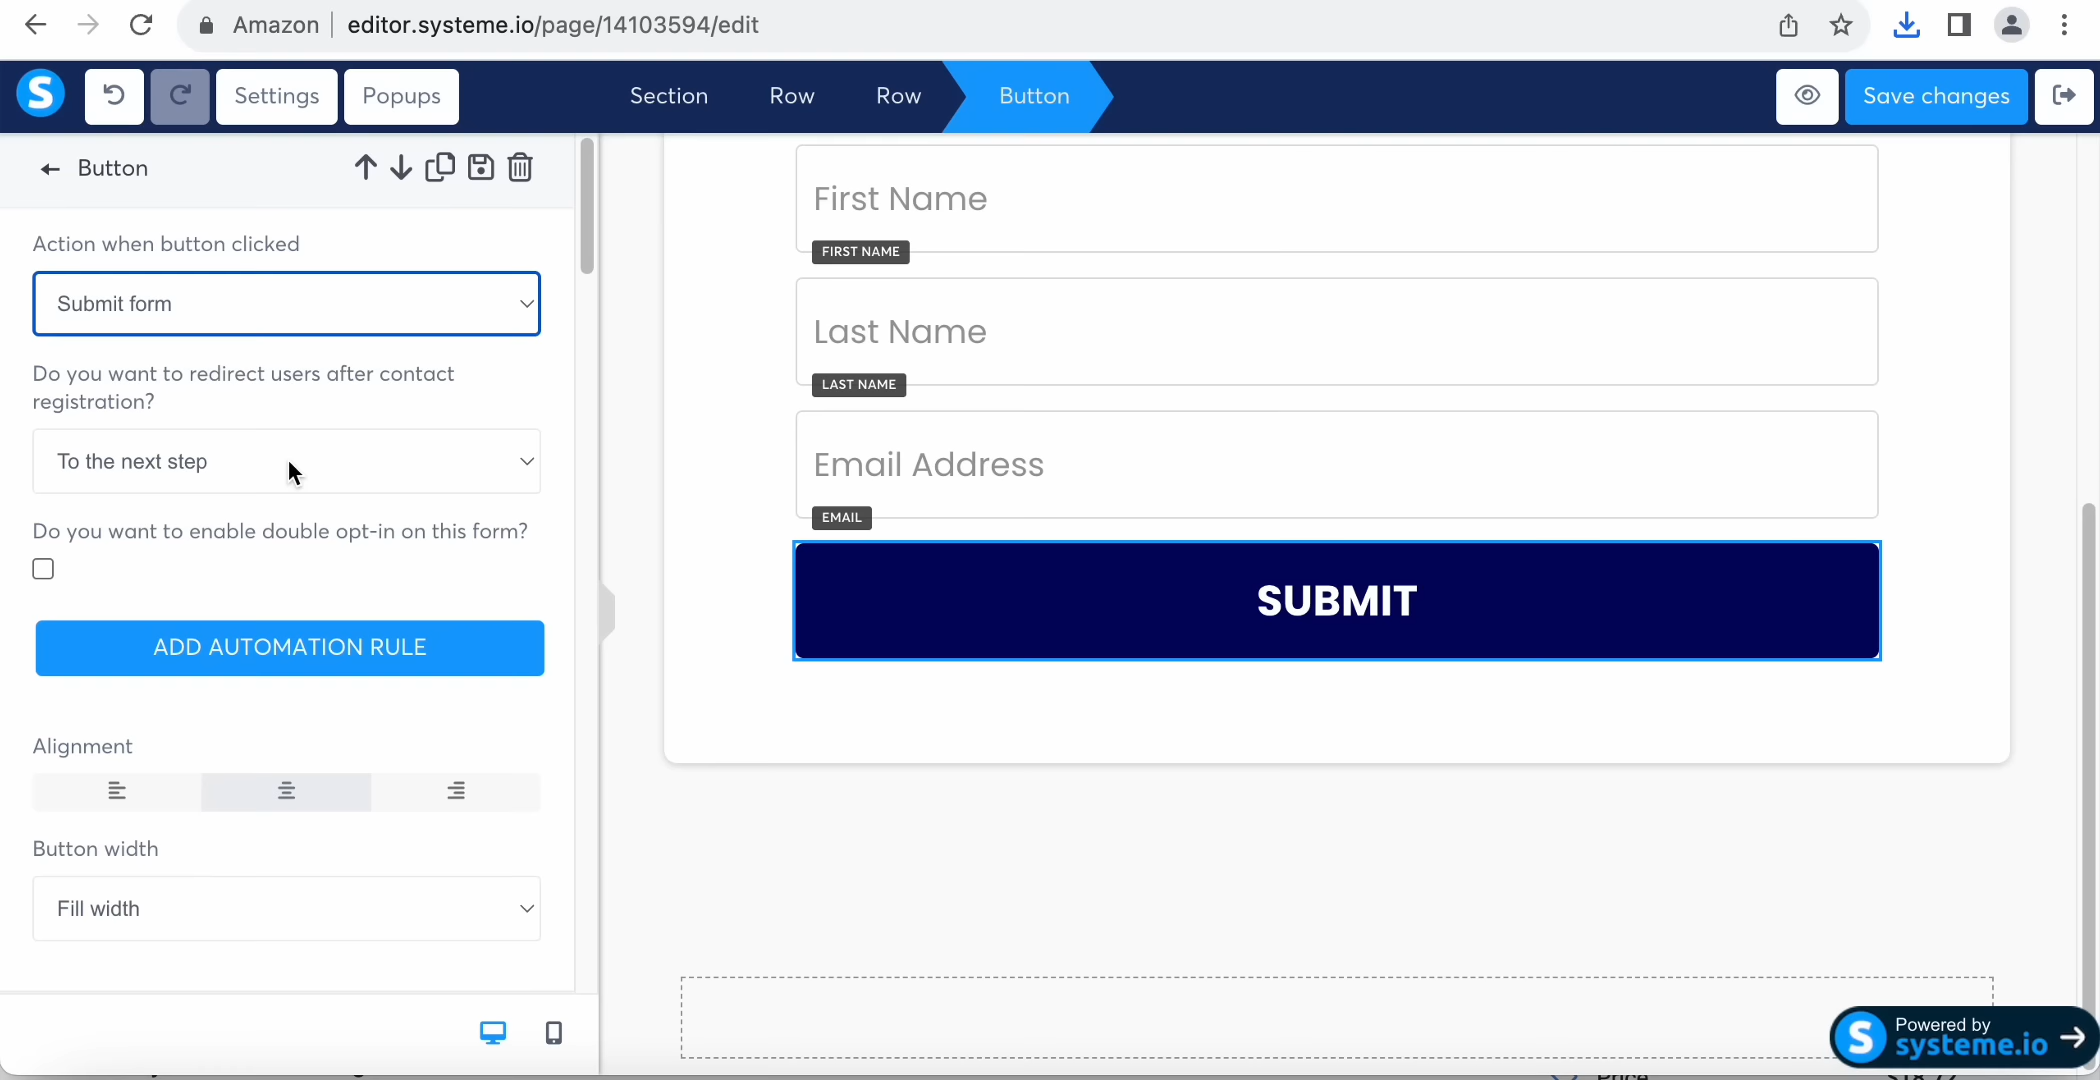 Amazon editor.systeme.io/page/14103594/edit
S Settings Popups Section Row Row Button Save changes
Button
Action when button clicked
Submit form
Do you want to redirect users after contact
registration?
To the next step
Do you want to enable double opt-in on this form?
ADD AUTOMATION RULE
Alignment
Button width
Fill width
First Name
FIRST NAME
Last Name
LAST NAME
Email Address
EMAIL
SUBMIT
Powered by
S systeme.io